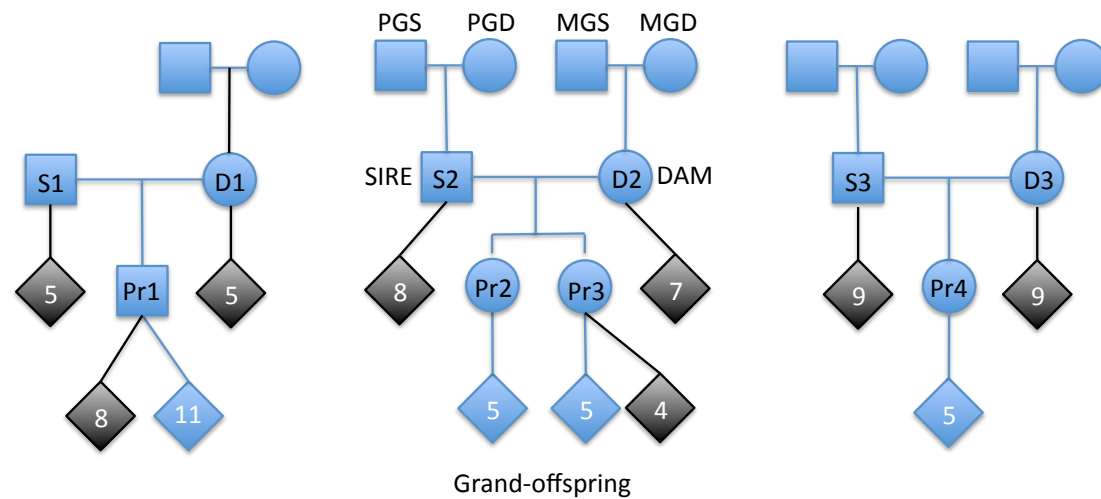 PGS PGD MGS MGD
S1 D1 SIRE S2 D2 DAM S3 D3
5 Pr1 5 8 Pr2 Pr3 7 9 Pr4 9
8 11 5 5 4 5
Grand-offspring